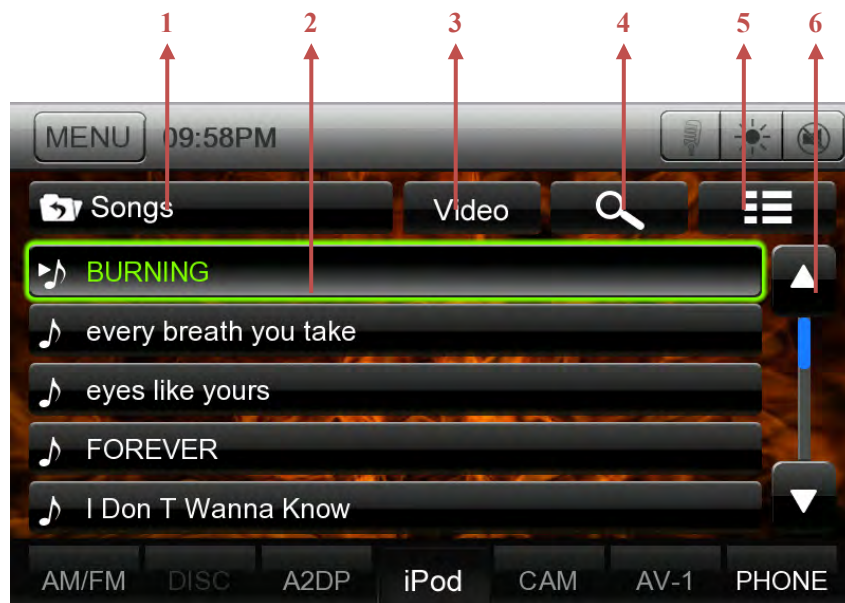 1 2 3 4 5 6
MENU 09:58PM
Songs Video
BURNING
every breath you take
eyes like yours
FOREVER
I Don T Wanna Know
AM/FM DISC A2DP iPod CAM AV-1 PHONE